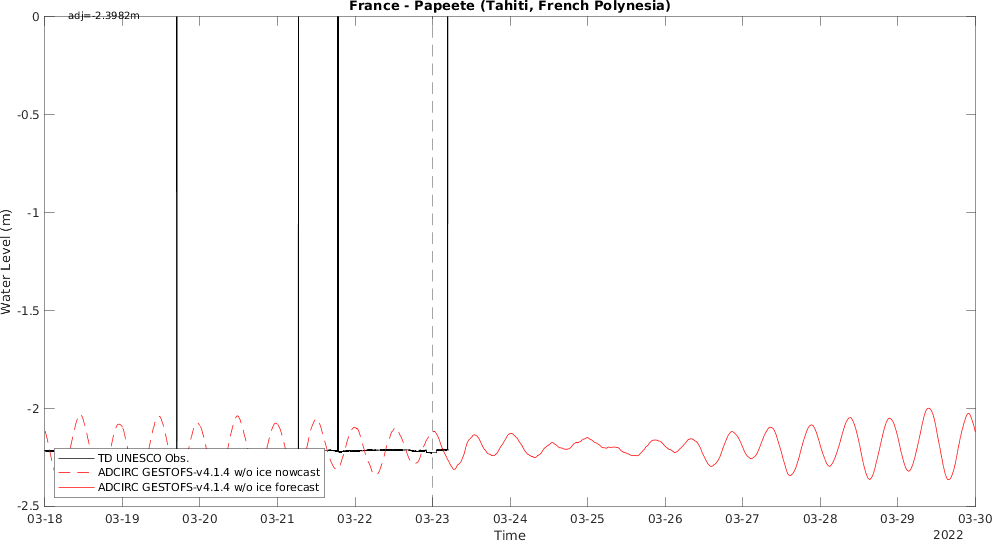 France - Papeete (Tahiti, French Polynesia)
adj=-2.3982m
0
-0.5
-1
-1.5
-2
-2.5
Water Level (m)
TD UNESCO Obs.
ADCIRC GESTOFS-v4.1.4 w/o ice nowcast
ADCIRC GESTOFS-v4.1.4 w/o ice forecast
03-18 03-19 03-20 03-21 03-22 03-23 03-24 03-25 03-26 03-27 03-28 03-29 03-30
Time
2022